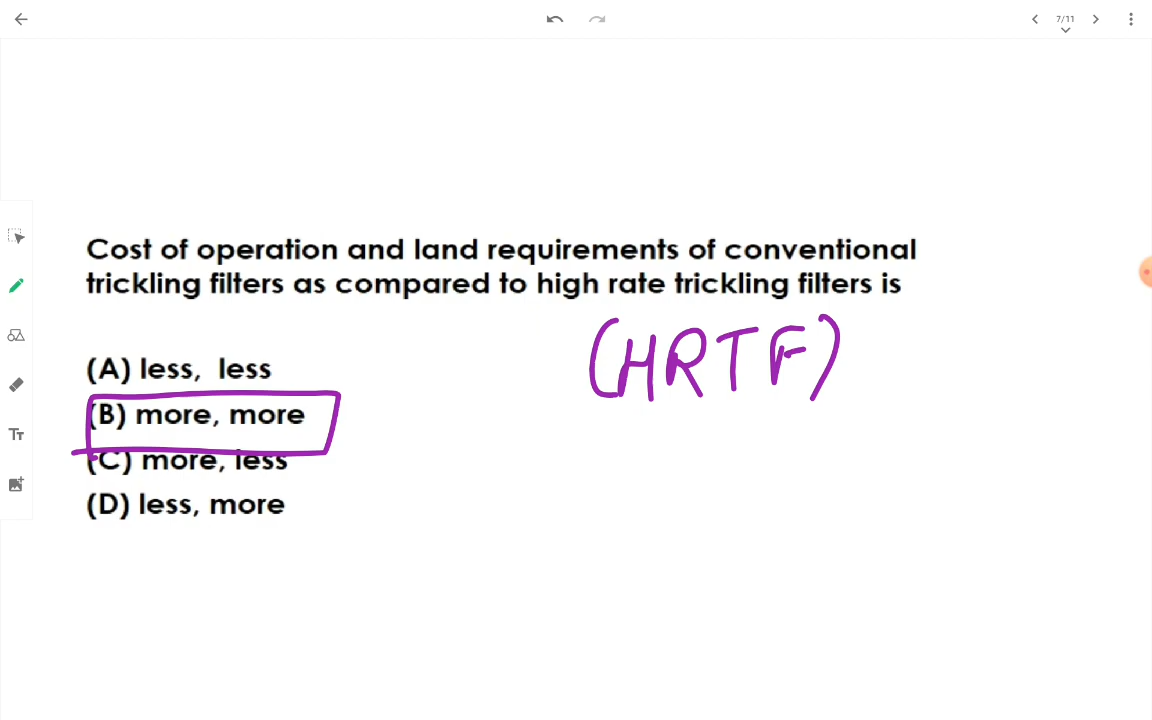 7/11
Cost of operation and land requirements of conventional
trickling filters as compared to high rate trickling filters is
(HRTF)
(A) less, less
(B) more, more
(C) more, less
(D) less, more
Tт